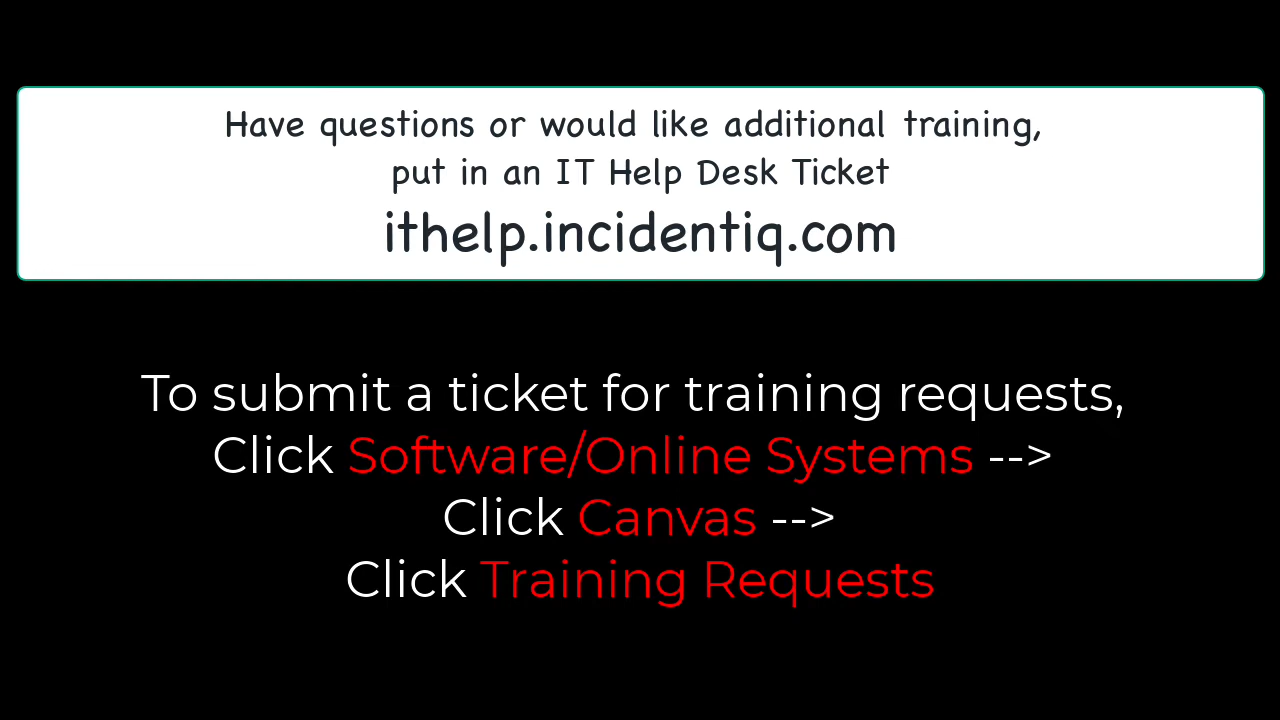 Have questions or would like additional training,
put in an IT Help Desk Ticket
ithelp.incidentiq.com
To submit a ticket for training requests,
Click Software/Online Systems -->
Click Canvas -->
Click Training Requests